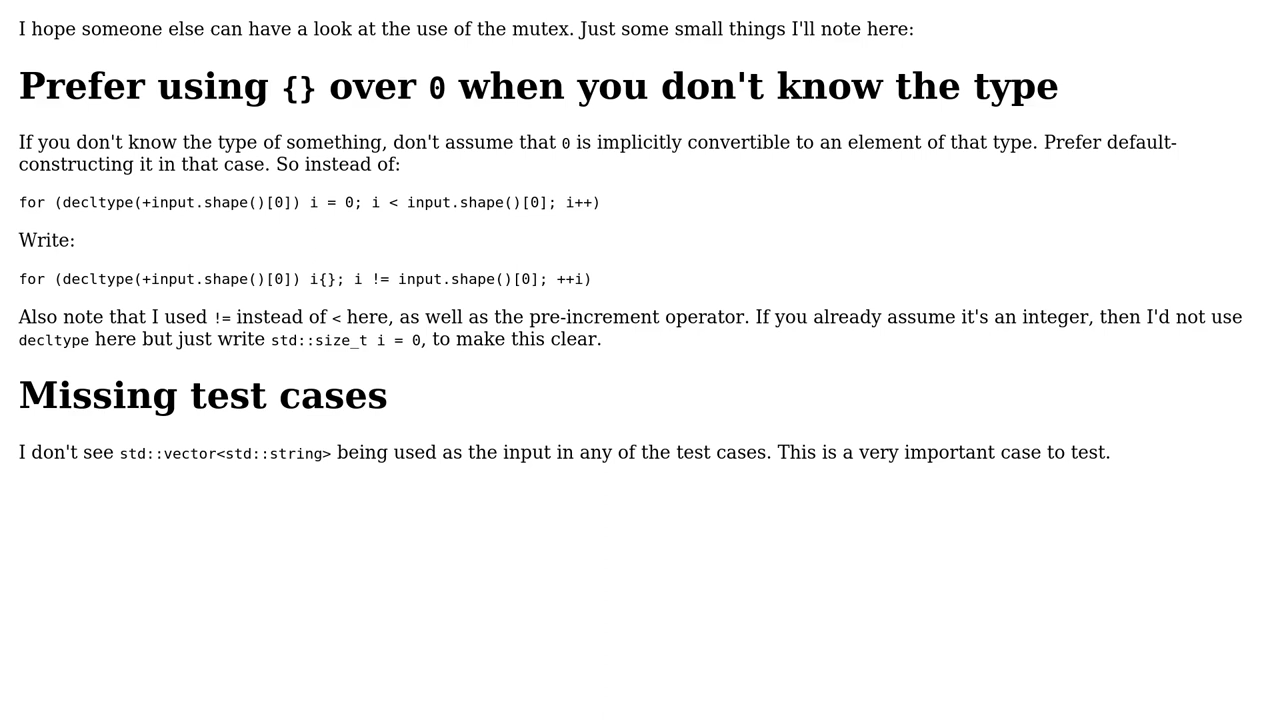 I hope someone else can have a look at the use of the mutex. Just some small things I'll note here:
Prefer using {} over 0 when you don't know the type
If you don't know the type of something, don't assume that 0 is implicitly convertible to an element of that type. Prefer default-
constructing it in that case. So instead of:
for (decltype(+input.shape()[0]) i = 0; i < input.shape()[0]; i++)
Write:
for (decltype(+input.shape()[0]) i{}; i != input.shape()[0]; ++i)
Also note that I used != instead of < here, as well as the pre-increment operator. If you already assume it's an integer, then I'd not use
decltype here but just write std::size_t i = 0, to make this clear.
Missing test cases
I don't see std::vector<std::string> being used as the input in any of the test cases. This is a very important case to test.